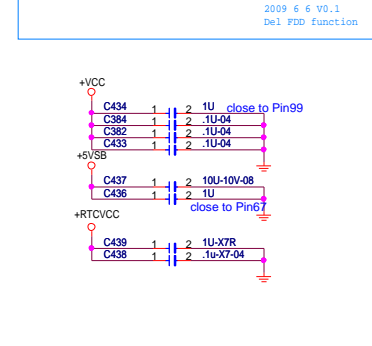 2009 6 6 V0.1
Del FDD function
+VCC
C434 1 2 1U close to Pin99
C384 1 2 .1U-04
C382 1 2 .1U-04
C433 1 2 .1U-04
+5VSB
C437 1 2 10U-10V-08
C436 1 2 1U
close to Pin67
+RTCVCC
C439 1 2 1U-X7R
C438 1 2 .1u-X7-04